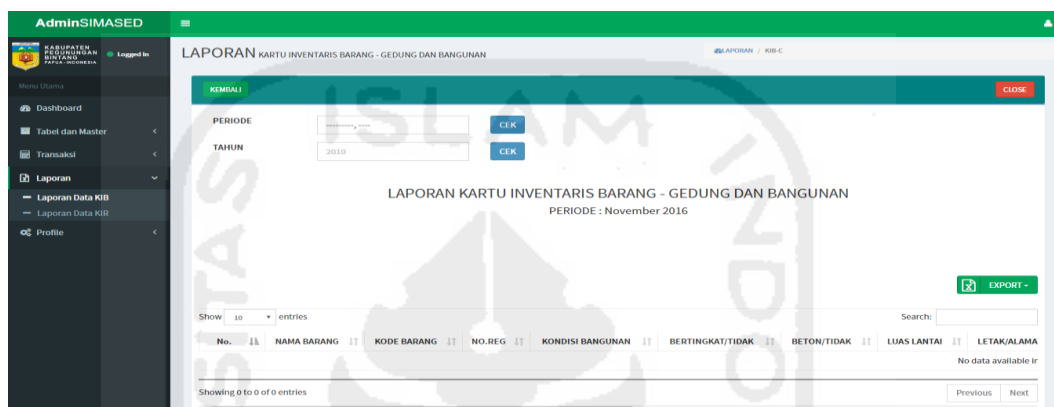 AdminSIMASED
KABUPATEN
PEGUNUNGAN
BINTANG
PAPUA - INDONESIA
Logged In
LAPORAN KARTU INVENTARIS BARANG - GEDUNG DAN BANGUNAN
LAPORAN / KIB-C
Menu Utama
Dashboard
Tabel dan Master
Transaksi
Laporan
Laporan Data KIB
Laporan Data KIR
Profile
KEMBALI
CLOSE
PERIODE
----------, ----
CEK
TAHUN
2010
CEK
LAPORAN KARTU INVENTARIS BARANG - GEDUNG DAN BANGUNAN
PERIODE : November 2016
EXPORT
Show 10 entries
Search:
No. NAMA BARANG KODE BARANG NO.REG KONDISI BANGUNAN BERTINGKAT/TIDAK BETON/TIDAK LUAS LANTAI LETAK/ALAMA
No data available ir
Showing 0 to 0 of 0 entries
Previous Next
ISLAM